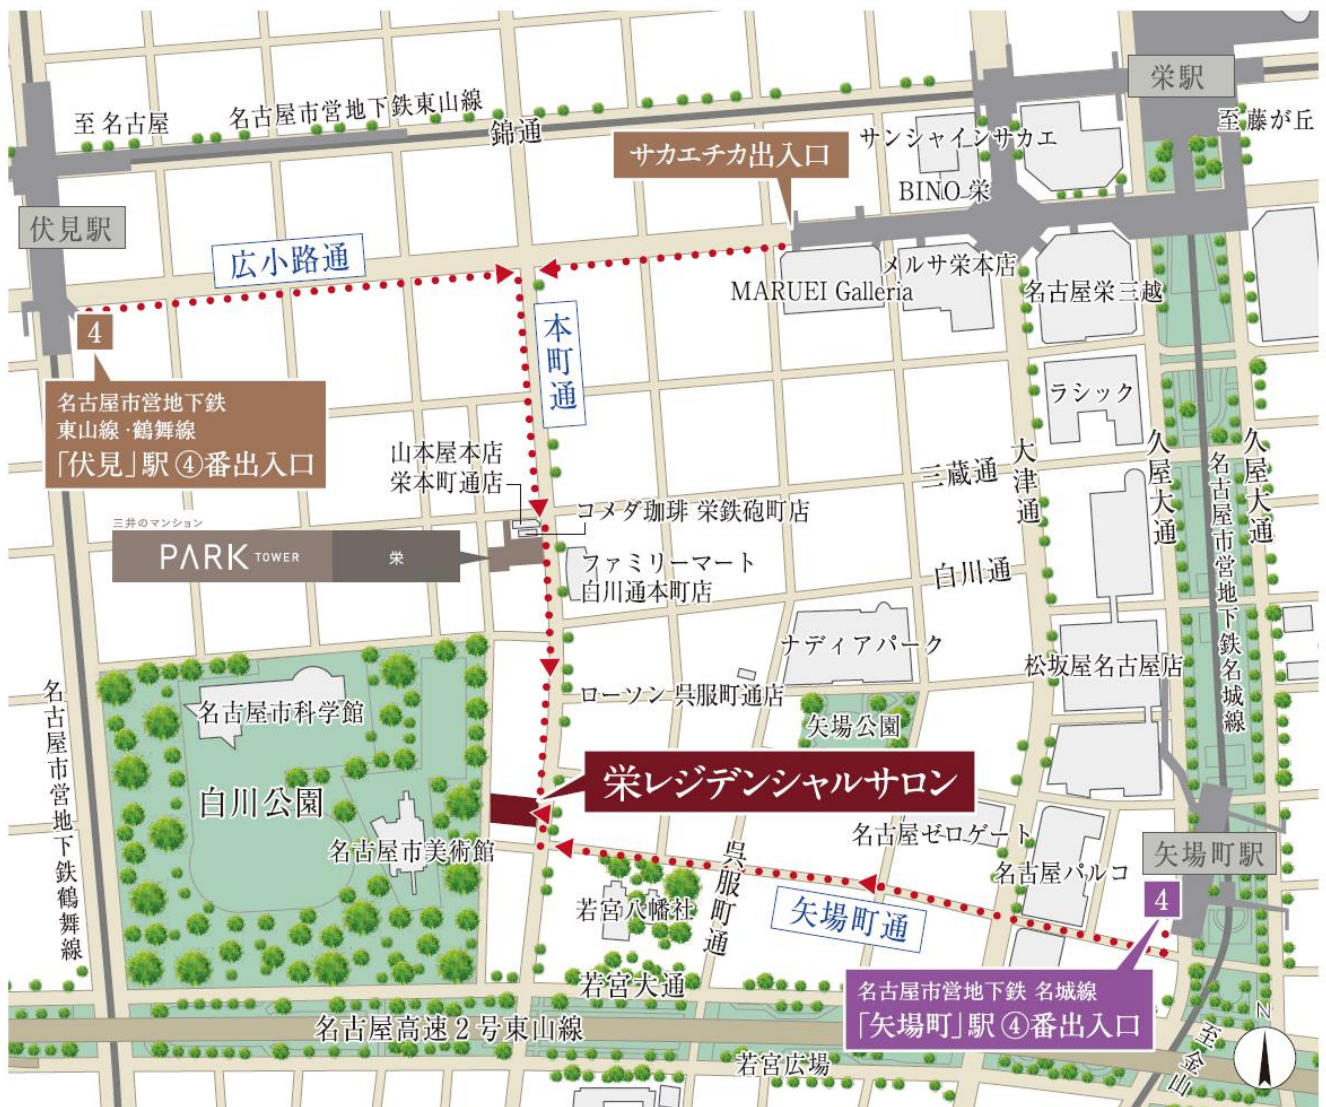 栄駅
至 名古屋
名古屋市営地下鉄東山線
錦通
至 藤が丘
サカエチカ出入口
サンシャインサカエ
BINO 栄
伏見駅
広小路通
MARUEI Galleria
メルサ栄本店
名古屋栄三越
4
本町通
名古屋市営地下鉄
東山線・鶴舞線
「伏見」駅 ④番出入口
ラシック
山本屋本店
栄本町通店
三蔵通
大津通
久屋大通
名古屋市営地下鉄名城線
久屋大通
コメダ珈琲 栄鉄砲町店
三井のマンション
PARK TOWER 栄
ファミリーマート
白川通本町店
白川通
ナディアパーク
松坂屋名古屋店
名古屋市営地下鉄鶴舞線
名古屋市科学館
ローソン 呉服町通店
矢場公園
白川公園
栄レジデンシャルサロン
名古屋市美術館
名古屋ゼロゲート
名古屋パルコ
矢場町駅
呉服町通
若宮八幡社
矢場町通
4
若宮大通
名古屋市営地下鉄 名城線
「矢場町」駅 ④番出入口
名古屋高速2号東山線
若宮広場
至 金山
N